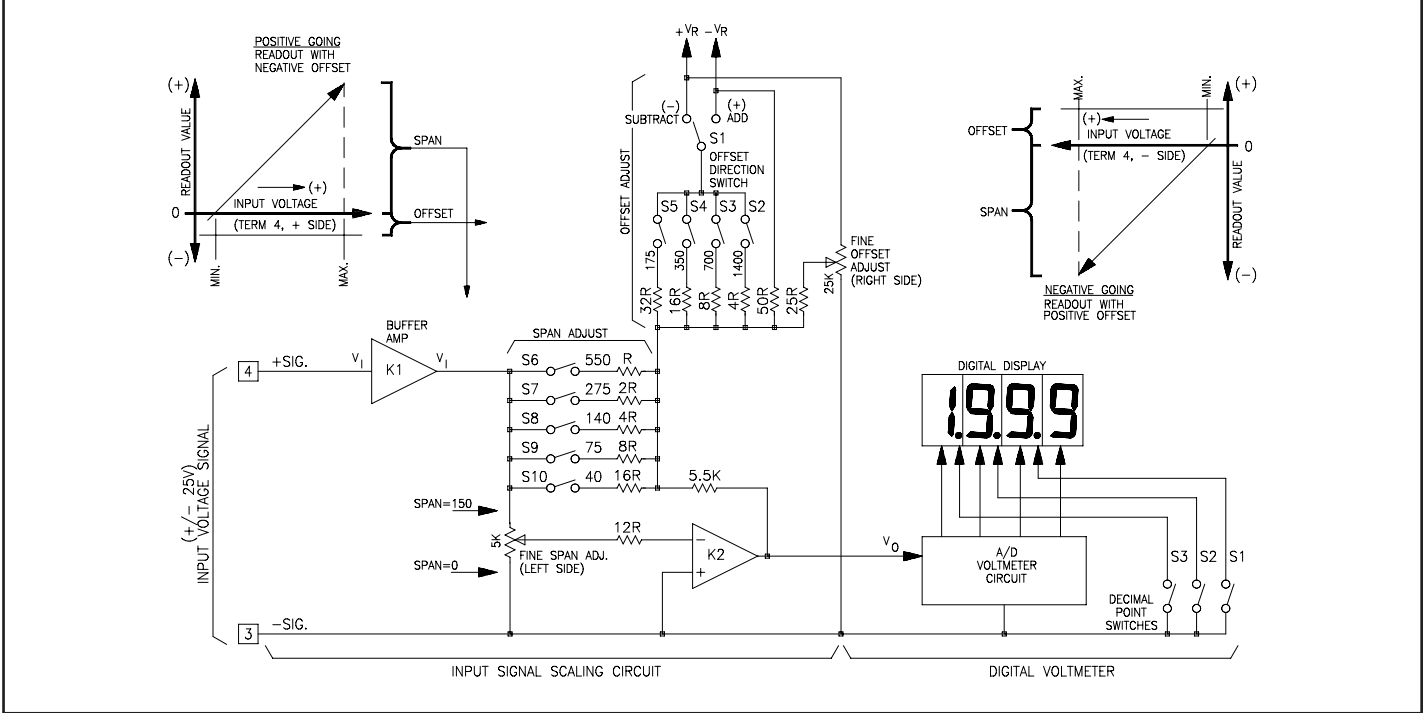 POSITIVE GOING
READOUT WITH
NEGATIVE OFFSET
(+)
READOUT VALUE
0
(-)
(+)
INPUT VOLTAGE
(TERM 4, + SIDE)
MIN.
MAX.
SPAN
OFFSET
+VR -VR
OFFSET ADJUST
(-)
SUBTRACT
(+)
ADD
S1
OFFSET
DIRECTION
SWITCH
S5 S4 S3 S2
175 350 700 1400
32R 16R 8R 4R 50R 25R
25K
FINE
OFFSET
ADJUST
(RIGHT SIDE)
MAX.
MIN.
(+)
OFFSET
(+)
INPUT VOLTAGE
(TERM 4, - SIDE)
0
SPAN
READOUT VALUE
(-)
NEGATIVE GOING
READOUT WITH
POSITIVE OFFSET
BUFFER
AMP
SPAN ADJUST
4
+SIG.
VI
K1
VI
S6 550 R
S7 275 2R
S8 140 4R
S9 75 8R
S10 40 16R
5.5K
(+/- 25V)
INPUT VOLTAGE SIGNAL
SPAN=150
5K
12R
FINE SPAN ADJ.
(LEFT SIDE)
SPAN=0
-
K2
+
VO
DIGITAL DISPLAY
1.9.9.9
A/D
VOLTMETER
CIRCUIT
S3 S2 S1
DECIMAL
POINT
SWITCHES
3
-SIG.
INPUT SIGNAL SCALING CIRCUIT
DIGITAL VOLTMETER